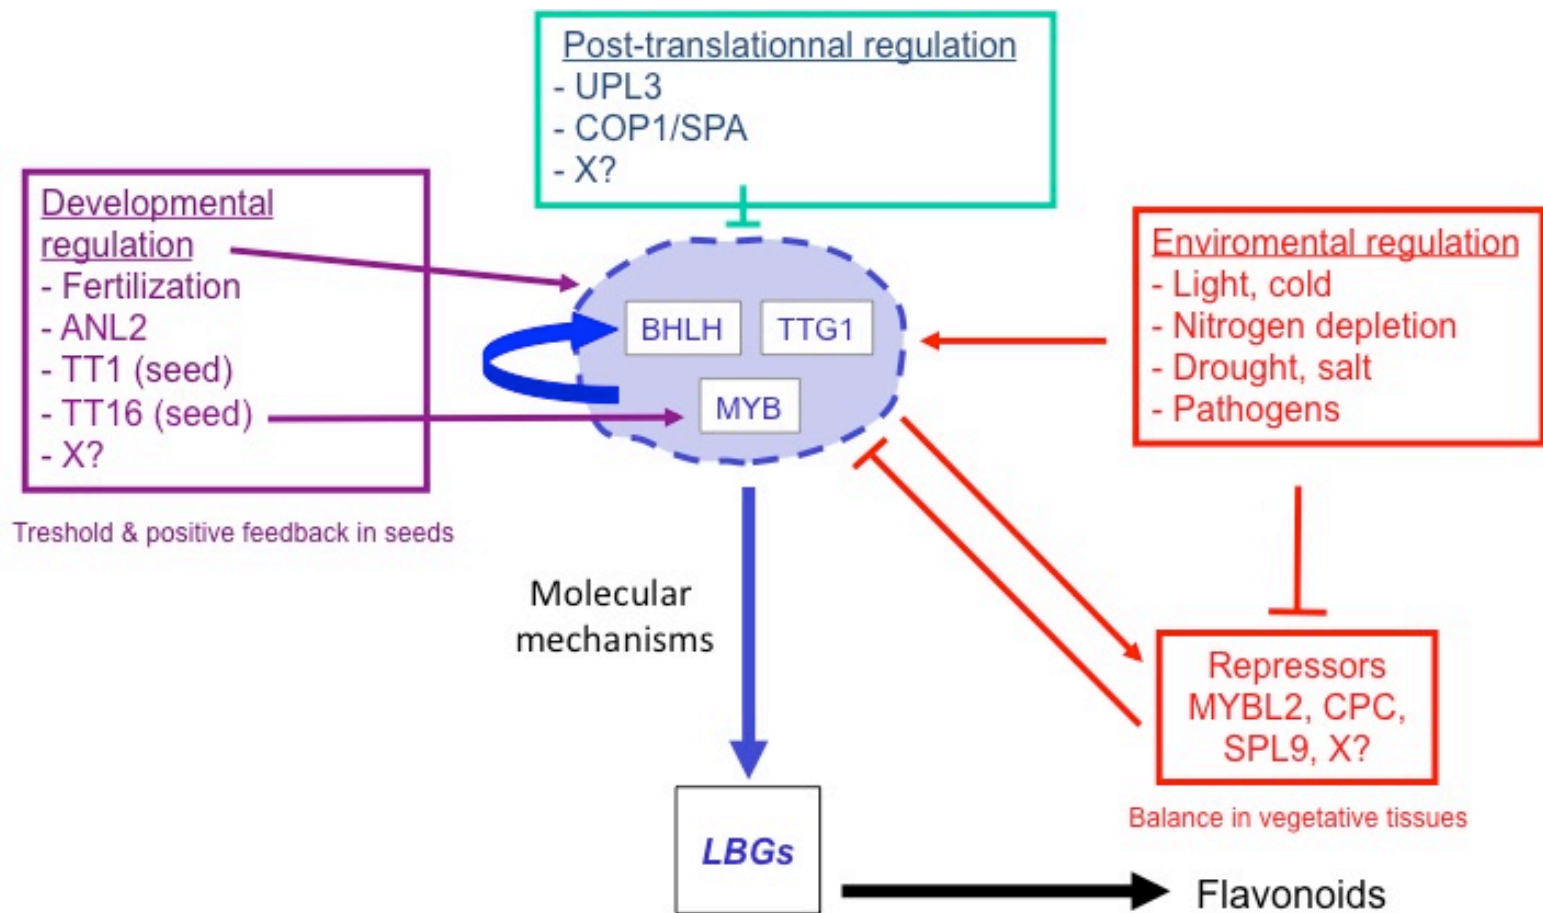 Post-translationnal regulation
- UPL3
- COP1/SPA
- X?
Developmental
regulation
- Fertilization
- ANL2
- TT1 (seed)
- TT16 (seed)
- X?
Treshold & positive feedback in seeds
BHLH
TTG1
MYB
Enviromental regulation
- Light, cold
- Nitrogen depletion
- Drought, salt
- Pathogens
Molecular
mechanisms
Repressors
MYBL2, CPC,
SPL9, X?
Balance in vegetative tissues
LBGs
Flavonoids